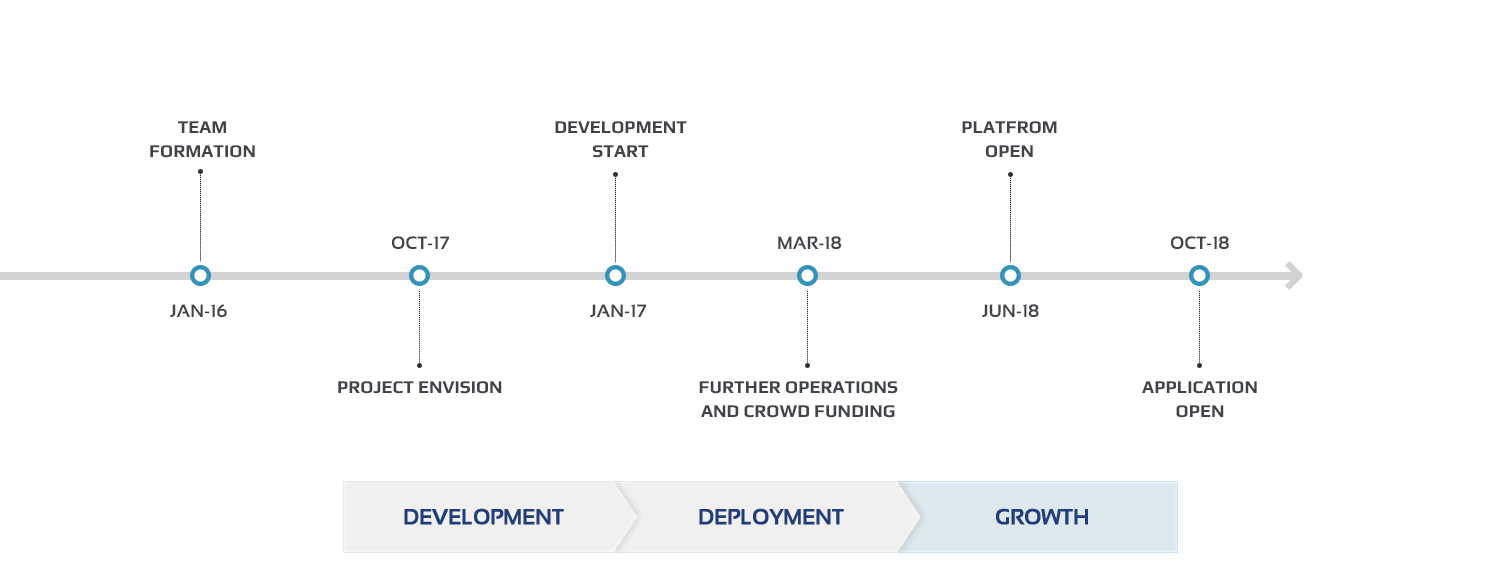 TEAM
FORMATION
DEVELOPMENT
START
PLATFROM
OPEN
OCT-17
MAR-18
OCT-18
JAN-16
JAN-17
JUN-18
PROJECT ENVISION
FURTHER OPERATIONS
AND CROWD FUNDING
APPLICATION
OPEN
DEVELOPMENT
DEPLOYMENT
GROWTH